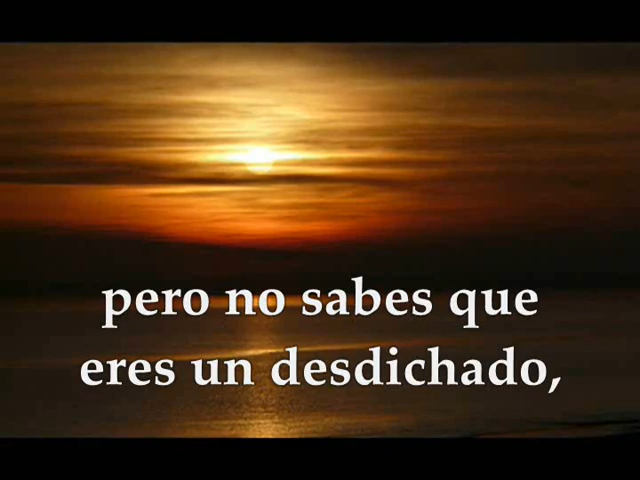 pero no sabes que
eres un desdichado,